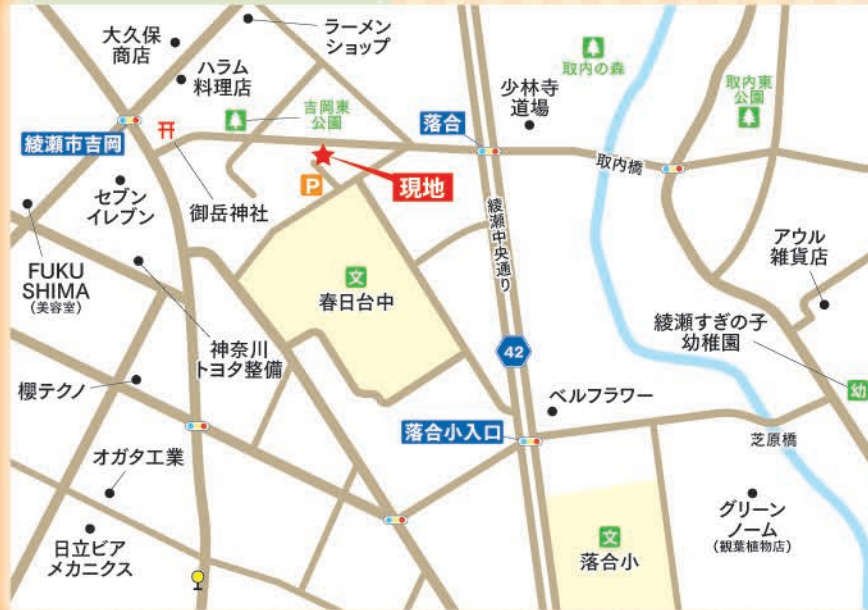 大久保
商店
ラーメン
ショップ
ハラム
料理店
吉岡東
公園
取内の森
少林寺
道場
取内東
公園
綾瀬市吉岡
落合
取内橋
P
現地
セブン
イレブン
御岳神社
綾瀬中央通り
アウル
雑貨店
FUKU
SHIMA
(美容室)
文
春日台中
神奈川
トヨタ整備
42
綾瀬すぎの子
幼稚園
櫻テクノ
ベルフラワー
幼
落合小入口
芝原橋
オガタ工業
グリーン
ノーム
(観葉植物店)
日立ビア
メカニクス
文
落合小